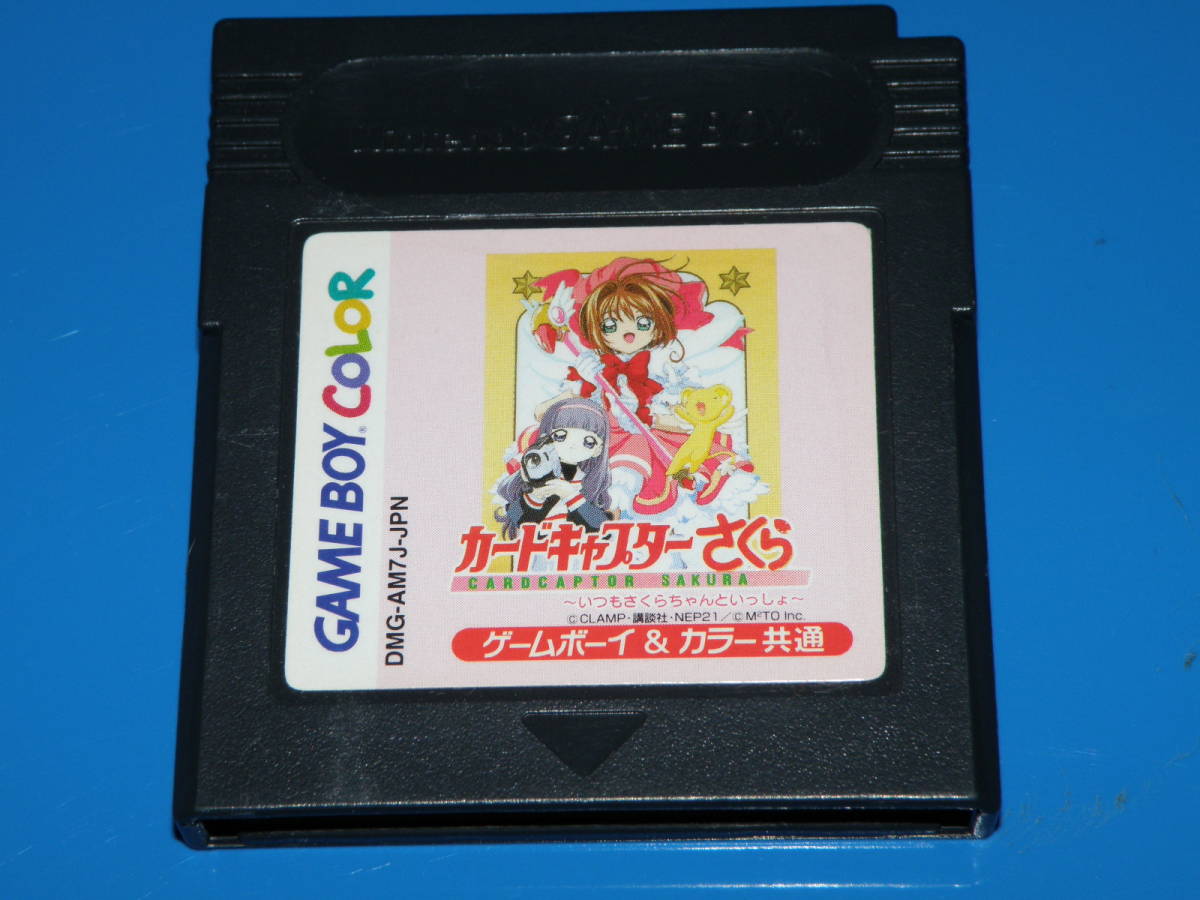 Nintendo GAME BOY TM
GAME BOY® COLOR
DMG-AM7J-JPN
カードキャプターさくら
CARDCAPTOR SAKURA
~いつもさくらちゃんといっしょ~
©CLAMP・講談社・NEP21/©M²TO Inc.
ゲームボーイ & カラー共通